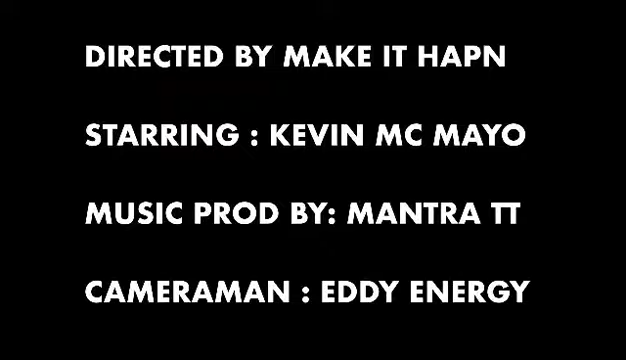 DIRECTED BY MAKE IT HAPN
STARRING : KEVIN MC MAYO
MUSIC PROD BY: MANTRA TT
CAMERAMAN : EDDY ENERGY